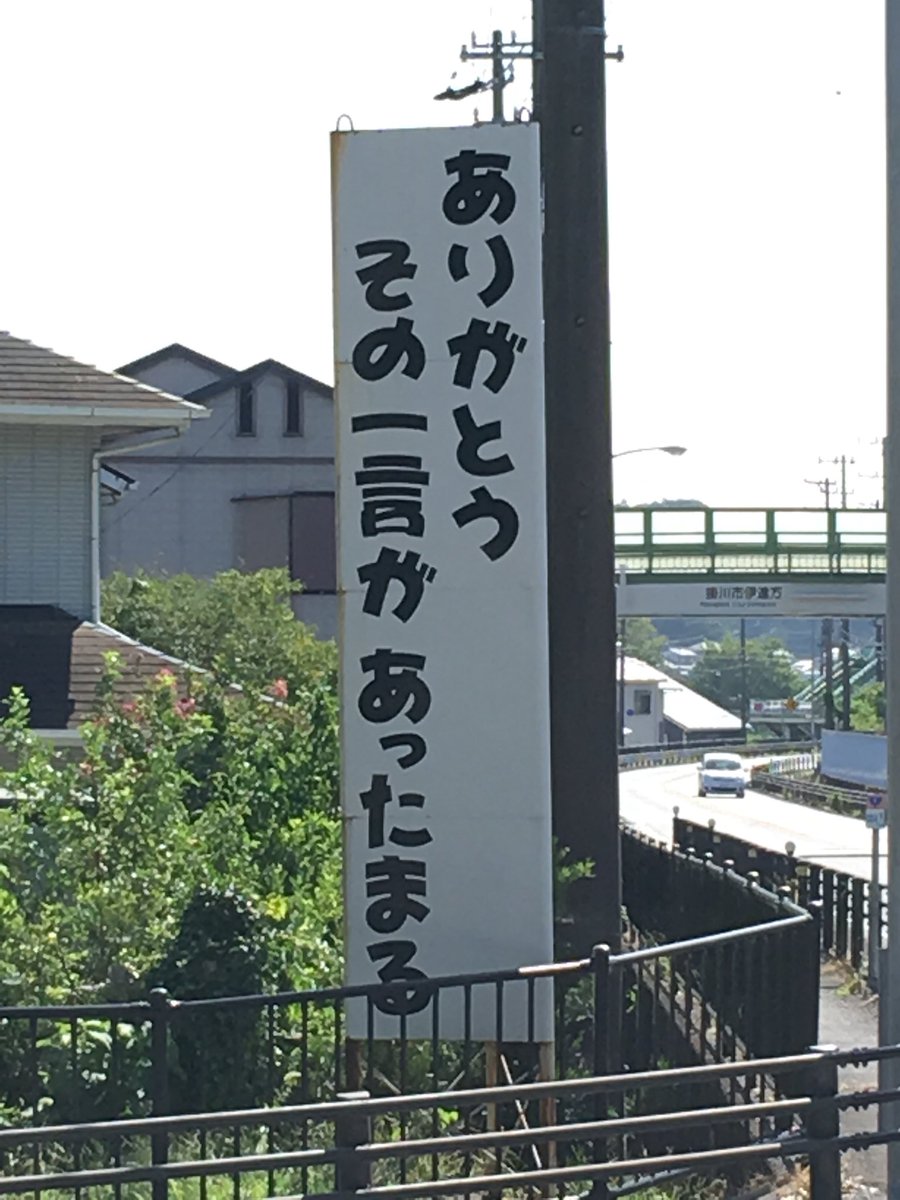 ありがとう
その一言があったまる
掛川市伊達方